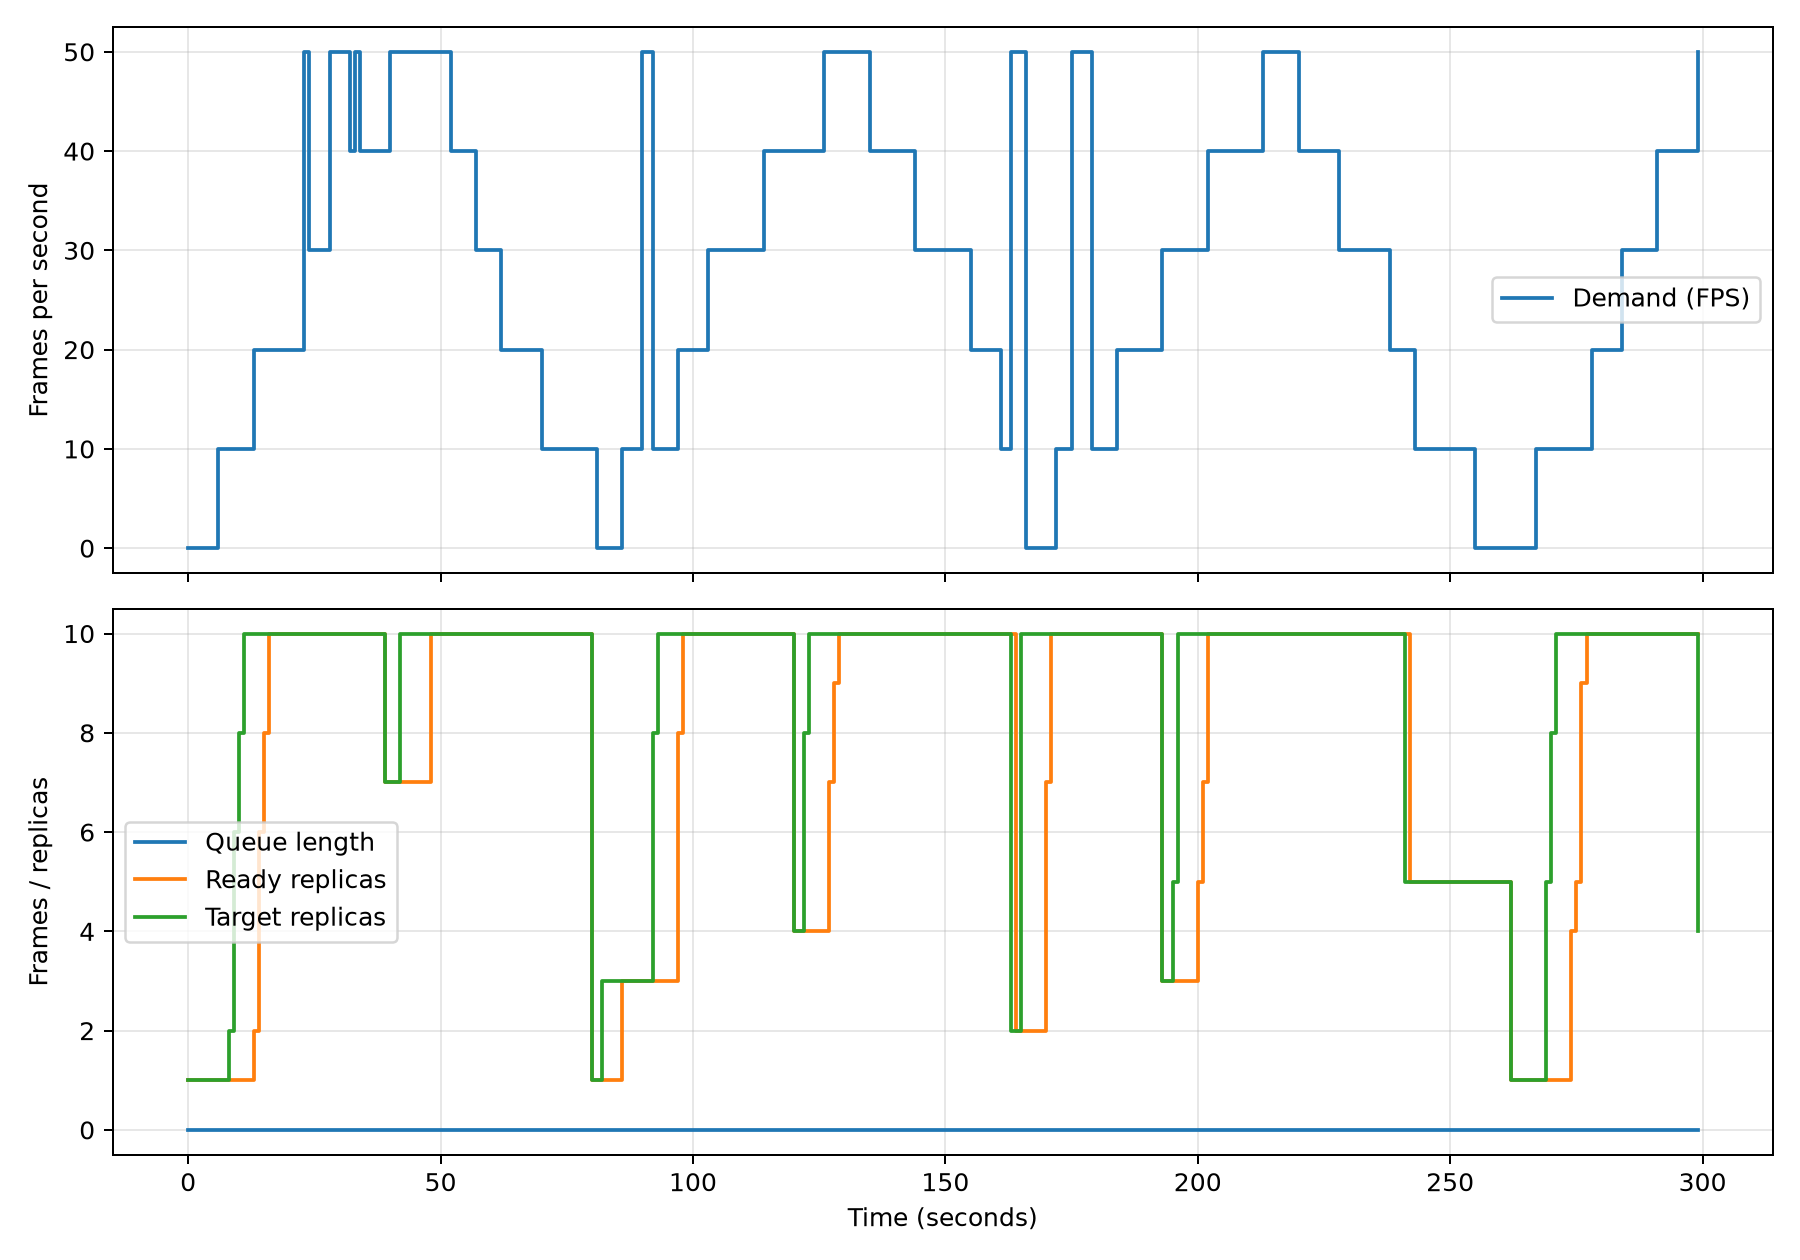 50
40
30
20
10
0
Frames per second
Demand (FPS)
10
8
6
4
2
0
Frames / replicas
Queue length
Ready replicas
Target replicas
0 50 100 150 200 250 300
Time (seconds)